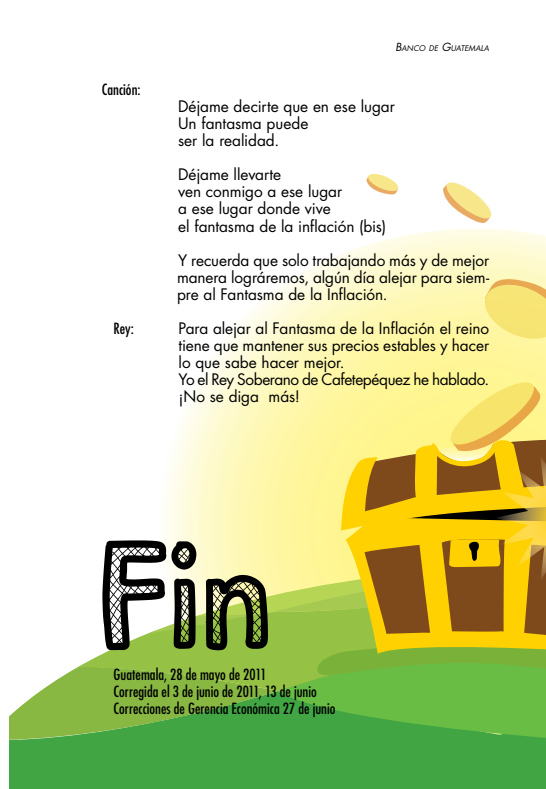 BANCO DE GUATEMALA
Canción:
Déjame decirte que en ese lugar
Un fantasma puede
ser la realidad.
Déjame llevarte
ven conmigo a ese lugar
a ese lugar donde vive
el fantasma de la inflación (bis)
Y recuerda que solo trabajando más y de mejor
manera lográremos, algún día alejar para siem-
pre al Fantasma de la Inflación.
Rey: Para alejar al Fantasma de la Inflación el reino
tiene que mantener sus precios estables y hacer
lo que sabe hacer mejor.
Yo el Rey Soberano de Cafetepéquez he hablado.
¡No se diga más!
Fin
Guatemala, 28 de mayo de 2011
Corregida el 3 de junio de 2011, 13 de junio
Correcciones de Gerencia Económica 27 de junio